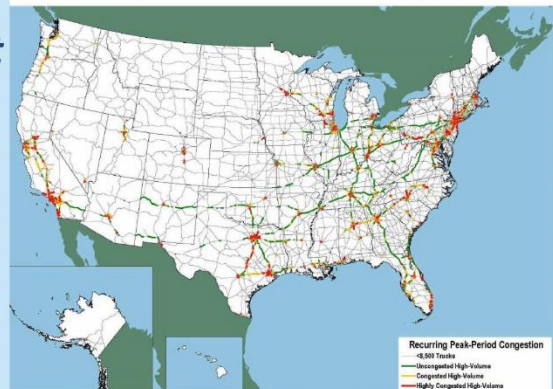 Recurring Peak-Period Congestion
<8,500 Trucks
Uncongested High-Volume
Congested High-Volume
Highly Congested High-Volume